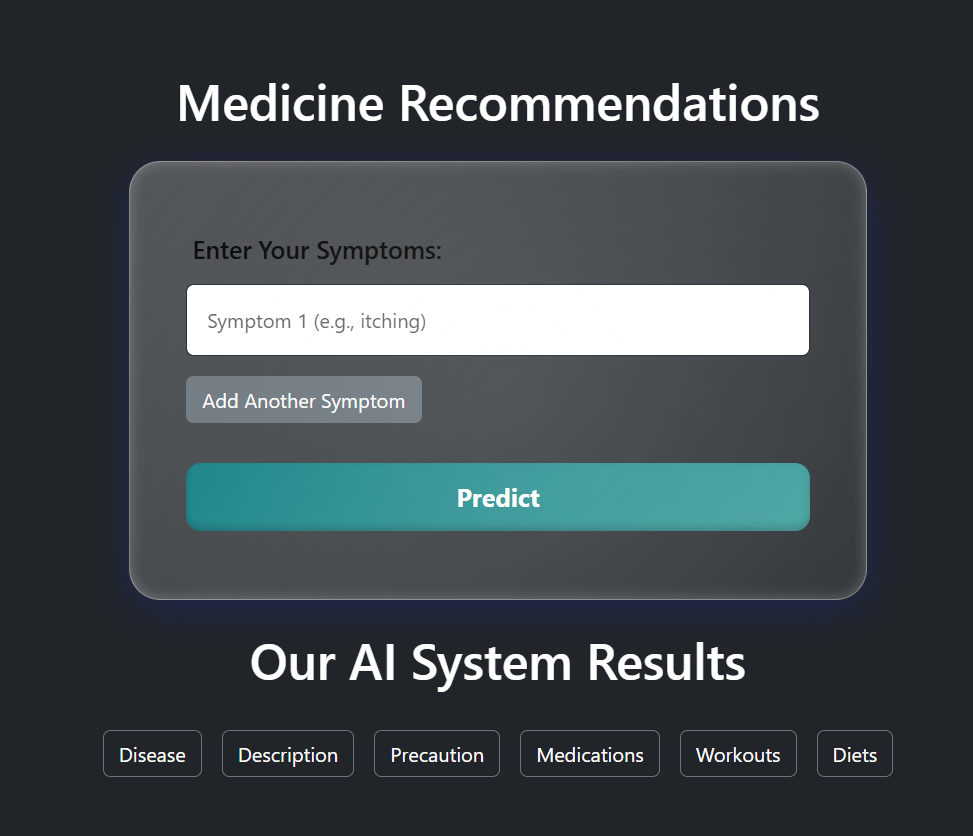 Medicine Recommendations
Enter Your Symptoms:
Symptom 1 (e.g., itching)
Add Another Symptom
Predict
Our AI System Results
Disease Description Precaution Medications Workouts Diets